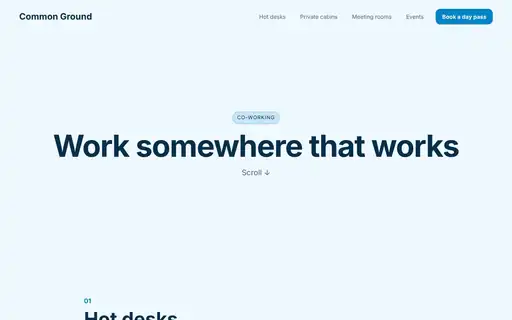 Common Ground
Hot desks
Private cabins
Meeting rooms
Events
Book a day pass
CO-WORKING
Work somewhere that works
Scroll ↓
01
Hot desks